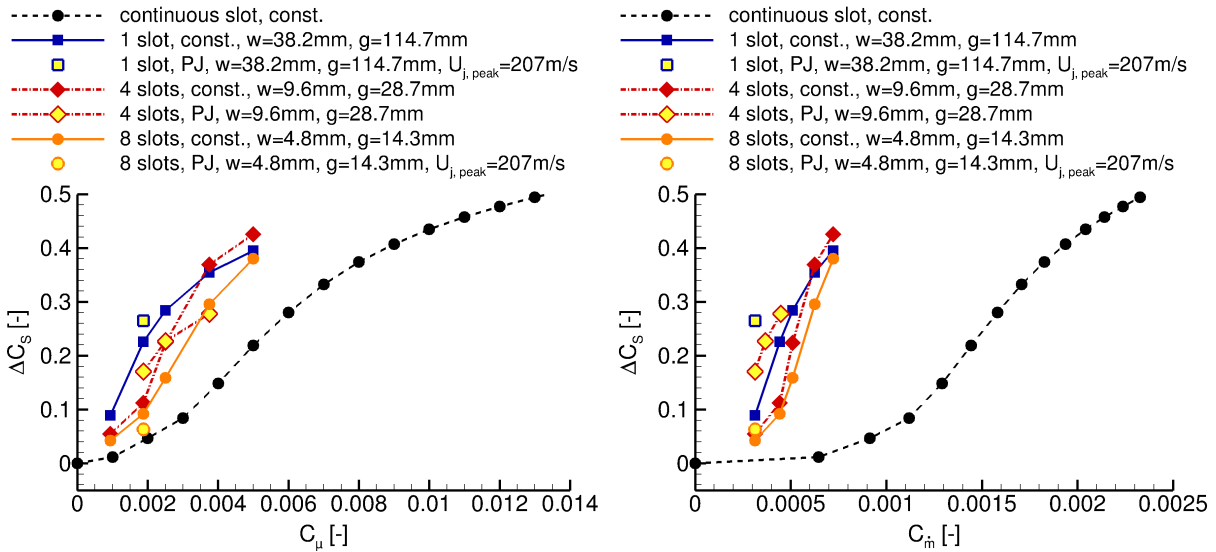 continuous slot, const.
1 slot, const., w=38.2mm, g=114.7mm
1 slot, PJ, w=38.2mm, g=114.7mm, U_j, peak=207m/s
4 slots, const., w=9.6mm, g=28.7mm
4 slots, PJ, w=9.6mm, g=28.7mm
8 slots, const., w=4.8mm, g=14.3mm
8 slots, PJ, w=4.8mm, g=14.3mm, U_j, peak=207m/s
0.5
0.4
0.3
0.2
0.1
0
ΔC_S [-]
0 0.002 0.004 0.006 0.008 0.01 0.012 0.014
C_μ [-]
continuous slot, const.
1 slot, const., w=38.2mm, g=114.7mm
1 slot, PJ, w=38.2mm, g=114.7mm, U_j, peak=207m/s
4 slots, const., w=9.6mm, g=28.7mm
4 slots, PJ, w=9.6mm, g=28.7mm
8 slots, const., w=4.8mm, g=14.3mm
8 slots, PJ, w=4.8mm, g=14.3mm, U_j, peak=207m/s
0.5
0.4
0.3
0.2
0.1
0
ΔC_S [-]
0 0.0005 0.001 0.0015 0.002 0.0025
C_ṁ [-]